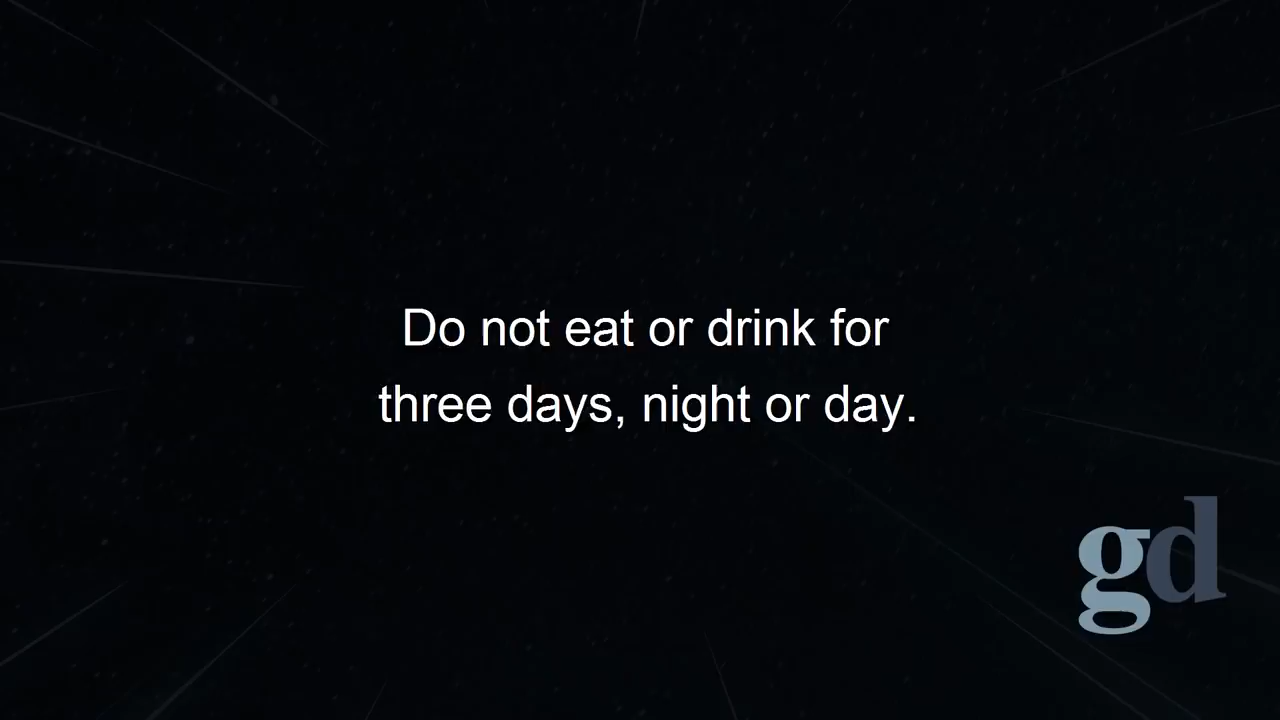 Do not eat or drink for
three days, night or day.
gd